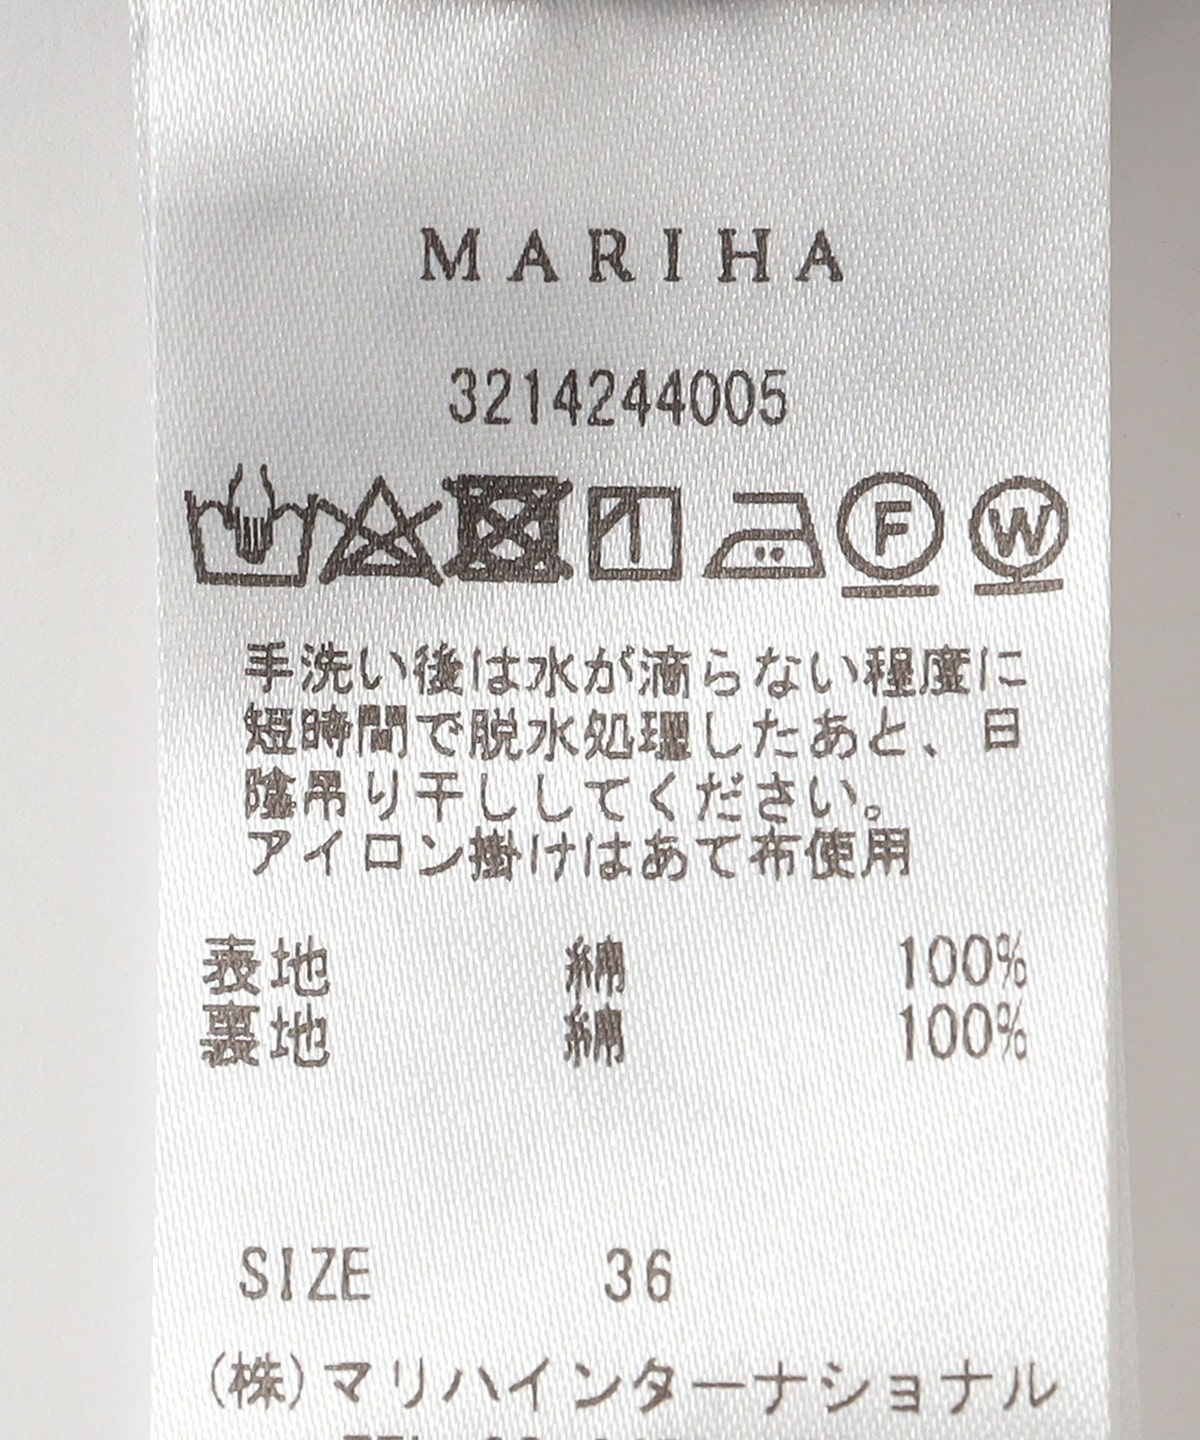 MARIHA
3214244005
F W
手洗い後は水が滴らない程度に
短時間で脱水処理したあと、日
陰吊り干ししてください。
アイロン掛けはあて布使用
表地 綿 100%
裏地 綿 100%
SIZE 36
(株)マリハインターナショナル